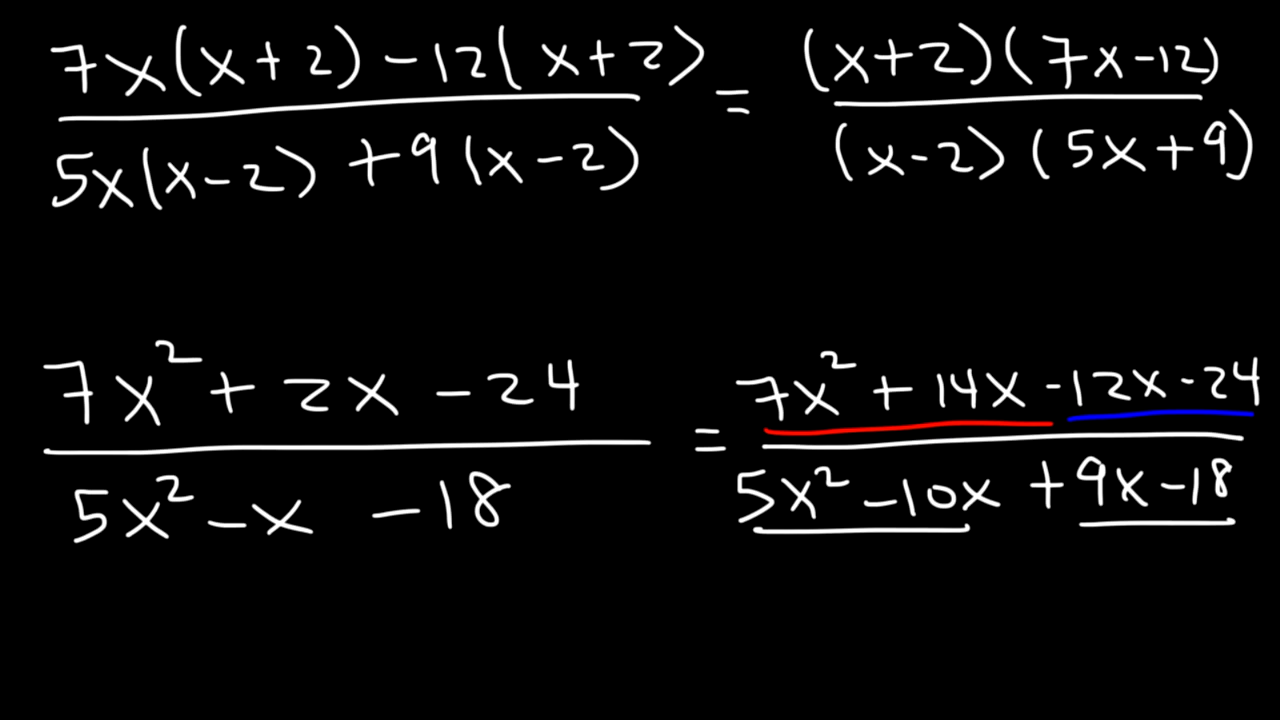 7x(x+2) -12(x+2) = (x+2)(7x-12)
5x(x-2) +9(x-2) (x-2)(5x+9)
7x² + 2x - 24 = 7x² + 14x -12x -24
5x² - x - 18 5x² -10x +9x -18